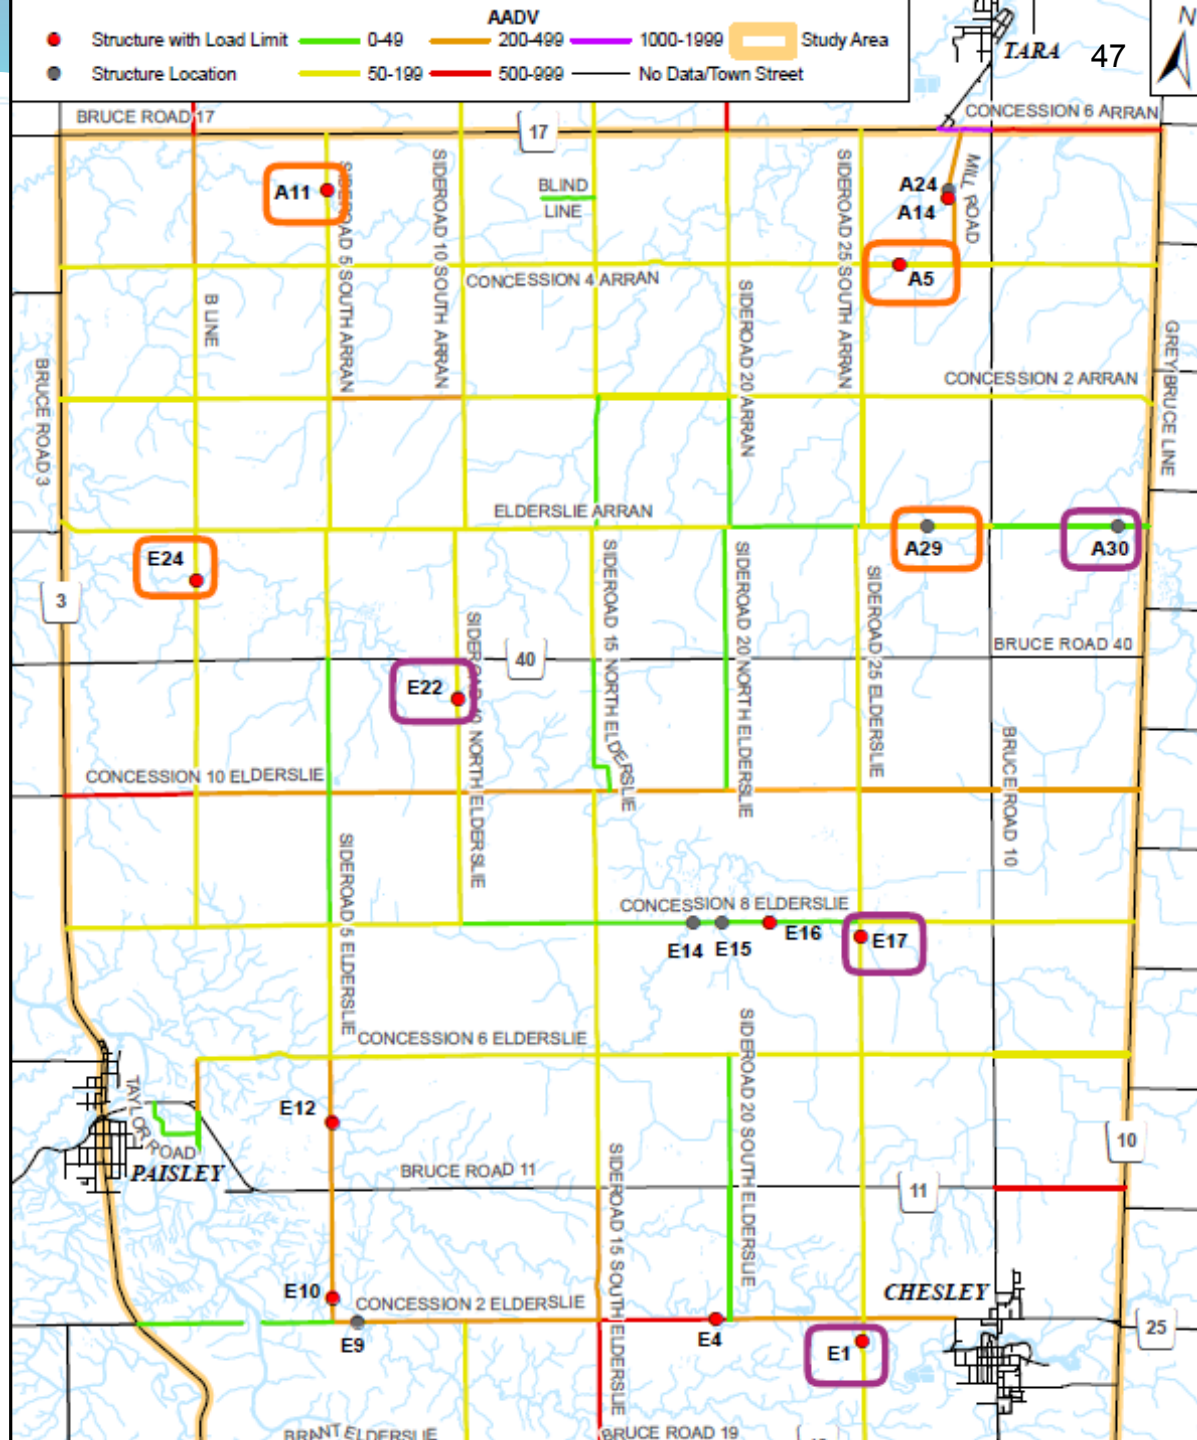 AADV
Structure with Load Limit
0-49
200-499
1000-1999
Study Area
Structure Location
50-199
500-999
No Data/Town Street
TARA
47
N
BRUCE ROAD 17
17
CONCESSION 6 ARRAN
A11
BLIND
LINE
A24
A14
MILL ROAD
A5
CONCESSION 4 ARRAN
SIDEROAD 5 SOUTH ARRAN
SIDEROAD 10 SOUTH ARRAN
SIDEROAD 20 ARRAN
SIDEROAD 25 SOUTH ARRAN
B LINE
BRUCE ROAD 3
GREY/BRUCE LINE
CONCESSION 2 ARRAN
ELDERSLIE ARRAN
A29
A30
E24
3
40
BRUCE ROAD 40
E22
SIDEROAD 10 NORTH ELDERSLIE
SIDEROAD 15 NORTH ELDERSLIE
SIDEROAD 20 NORTH ELDERSLIE
SIDEROAD 25 ELDERSLIE
BRUCE ROAD 10
CONCESSION 10 ELDERSLIE
SIDEROAD 5 ELDERSLIE
CONCESSION 8 ELDERSLIE
E14
E15
E16
E17
CONCESSION 6 ELDERSLIE
SIDEROAD 20 SOUTH ELDERSLIE
TAYLOR ROAD
E12
PAISLEY
BRUCE ROAD 11
11
10
SIDEROAD 15 SOUTH ELDERSLIE
E10
CONCESSION 2 ELDERSLIE
CHESLEY
E9
E4
E1
25
BRANT ELDERSLIE
BRUCE ROAD 19